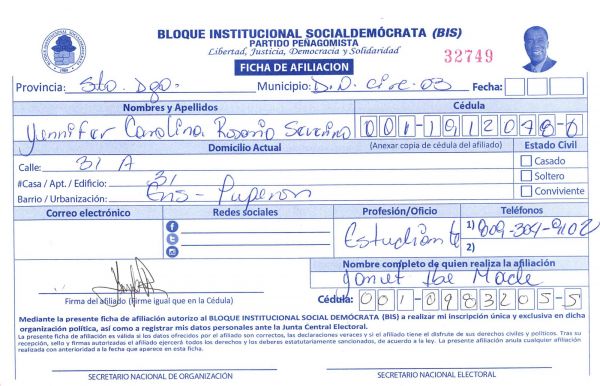 BLOQUE INSTITUCIONAL SOCIALDEMÓCRATA (BIS)
PARTIDO PEÑAGOMISTA
Libertad, Justicia, Democracia y Solidaridad
FICHA DE AFILIACION
32749
Provincia: Sto. Dgo. Municipio: D.D. circ-03 Fecha:
Nombres y Apellidos Cédula
Yennifer Carolina Rosario Severino 001-1912048-6
Domicilio Actual (Anexar copia de cédula del afiliado) Estado Civil
Calle: 31 A Casado
#Casa / Apt. / Edificio: 31 Soltero
Barrio / Urbanización: Ens- Conviviente
Correo electrónico Redes sociales Profesión/Oficio Teléfonos
Estudiante 1) 809-304-9102
2)
Nombre completo de quien realiza la afiliación
Firma del afiliado (Firme igual que en la Cédula) Cédula: 001-0983205-5
Mediante la presente ficha de afiliación autorizo al BLOQUE INSTITUCIONAL SOCIAL DEMÓCRATA (BIS) a realizar mi inscripción única y exclusiva en dicha
organización política, así como a registrar mis datos personales ante la Junta Central Electoral.
La presente ficha de afiliación es válida si los datos ofrecidos por el afiliado son correctos, las declaraciones veraces y si el afiliado tiene el disfrute de sus derechos civiles y políticos. Tras su
recepción, sello y firmas autorizadas el afiliado ejercerá todos los derechos y los deberes estatutariamente sancionados, de acuerdo a la ley. La presente afiliación anula cualquier afiliación
realizada con anterioridad a la fecha que aparece en esta ficha.
SECRETARIO NACIONAL DE ORGANIZACIÓN SECRETARIO NACIONAL ELECTORAL